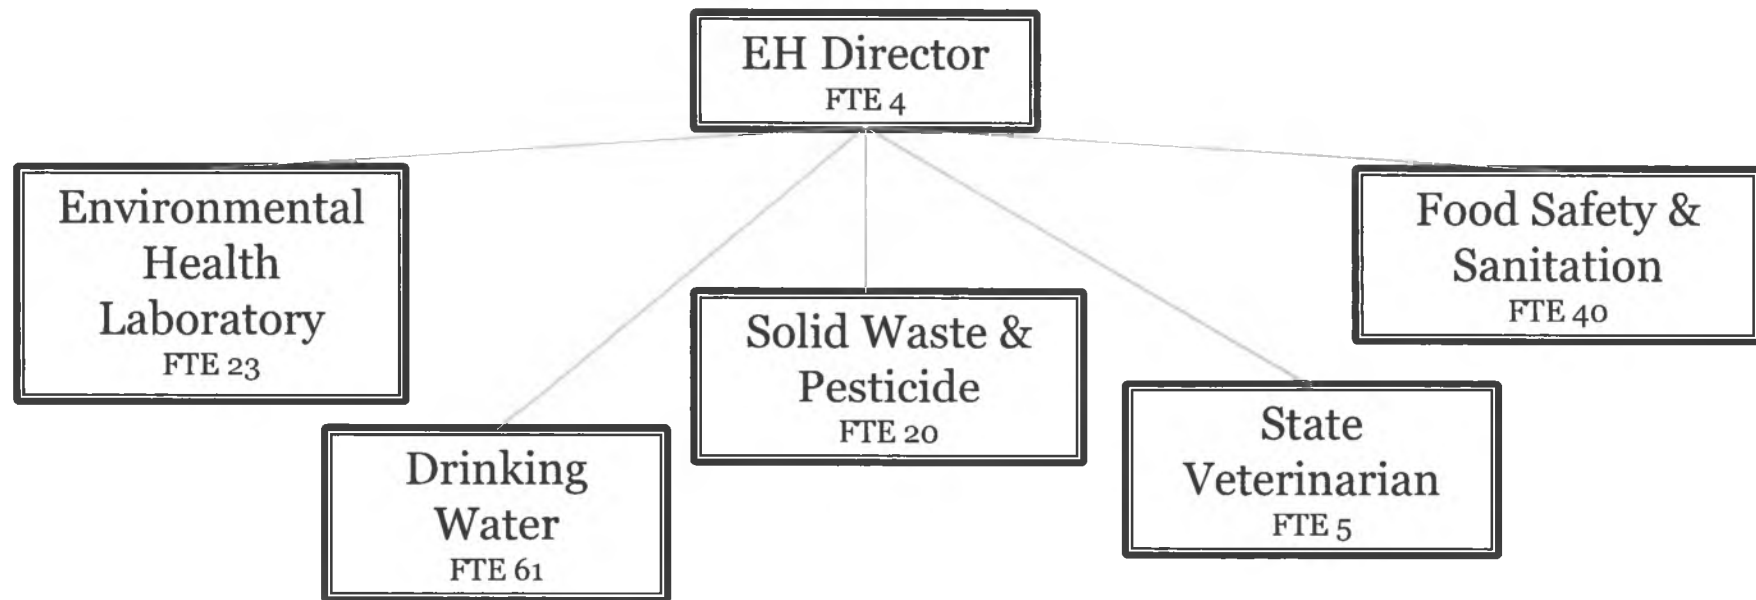 EH Director
FTE 4
Environmental
Health
Laboratory
FTE 23
Drinking
Water
FTE 61
Solid Waste &
Pesticide
FTE 20
State
Veterinarian
FTE 5
Food Safety &
Sanitation
FTE 40